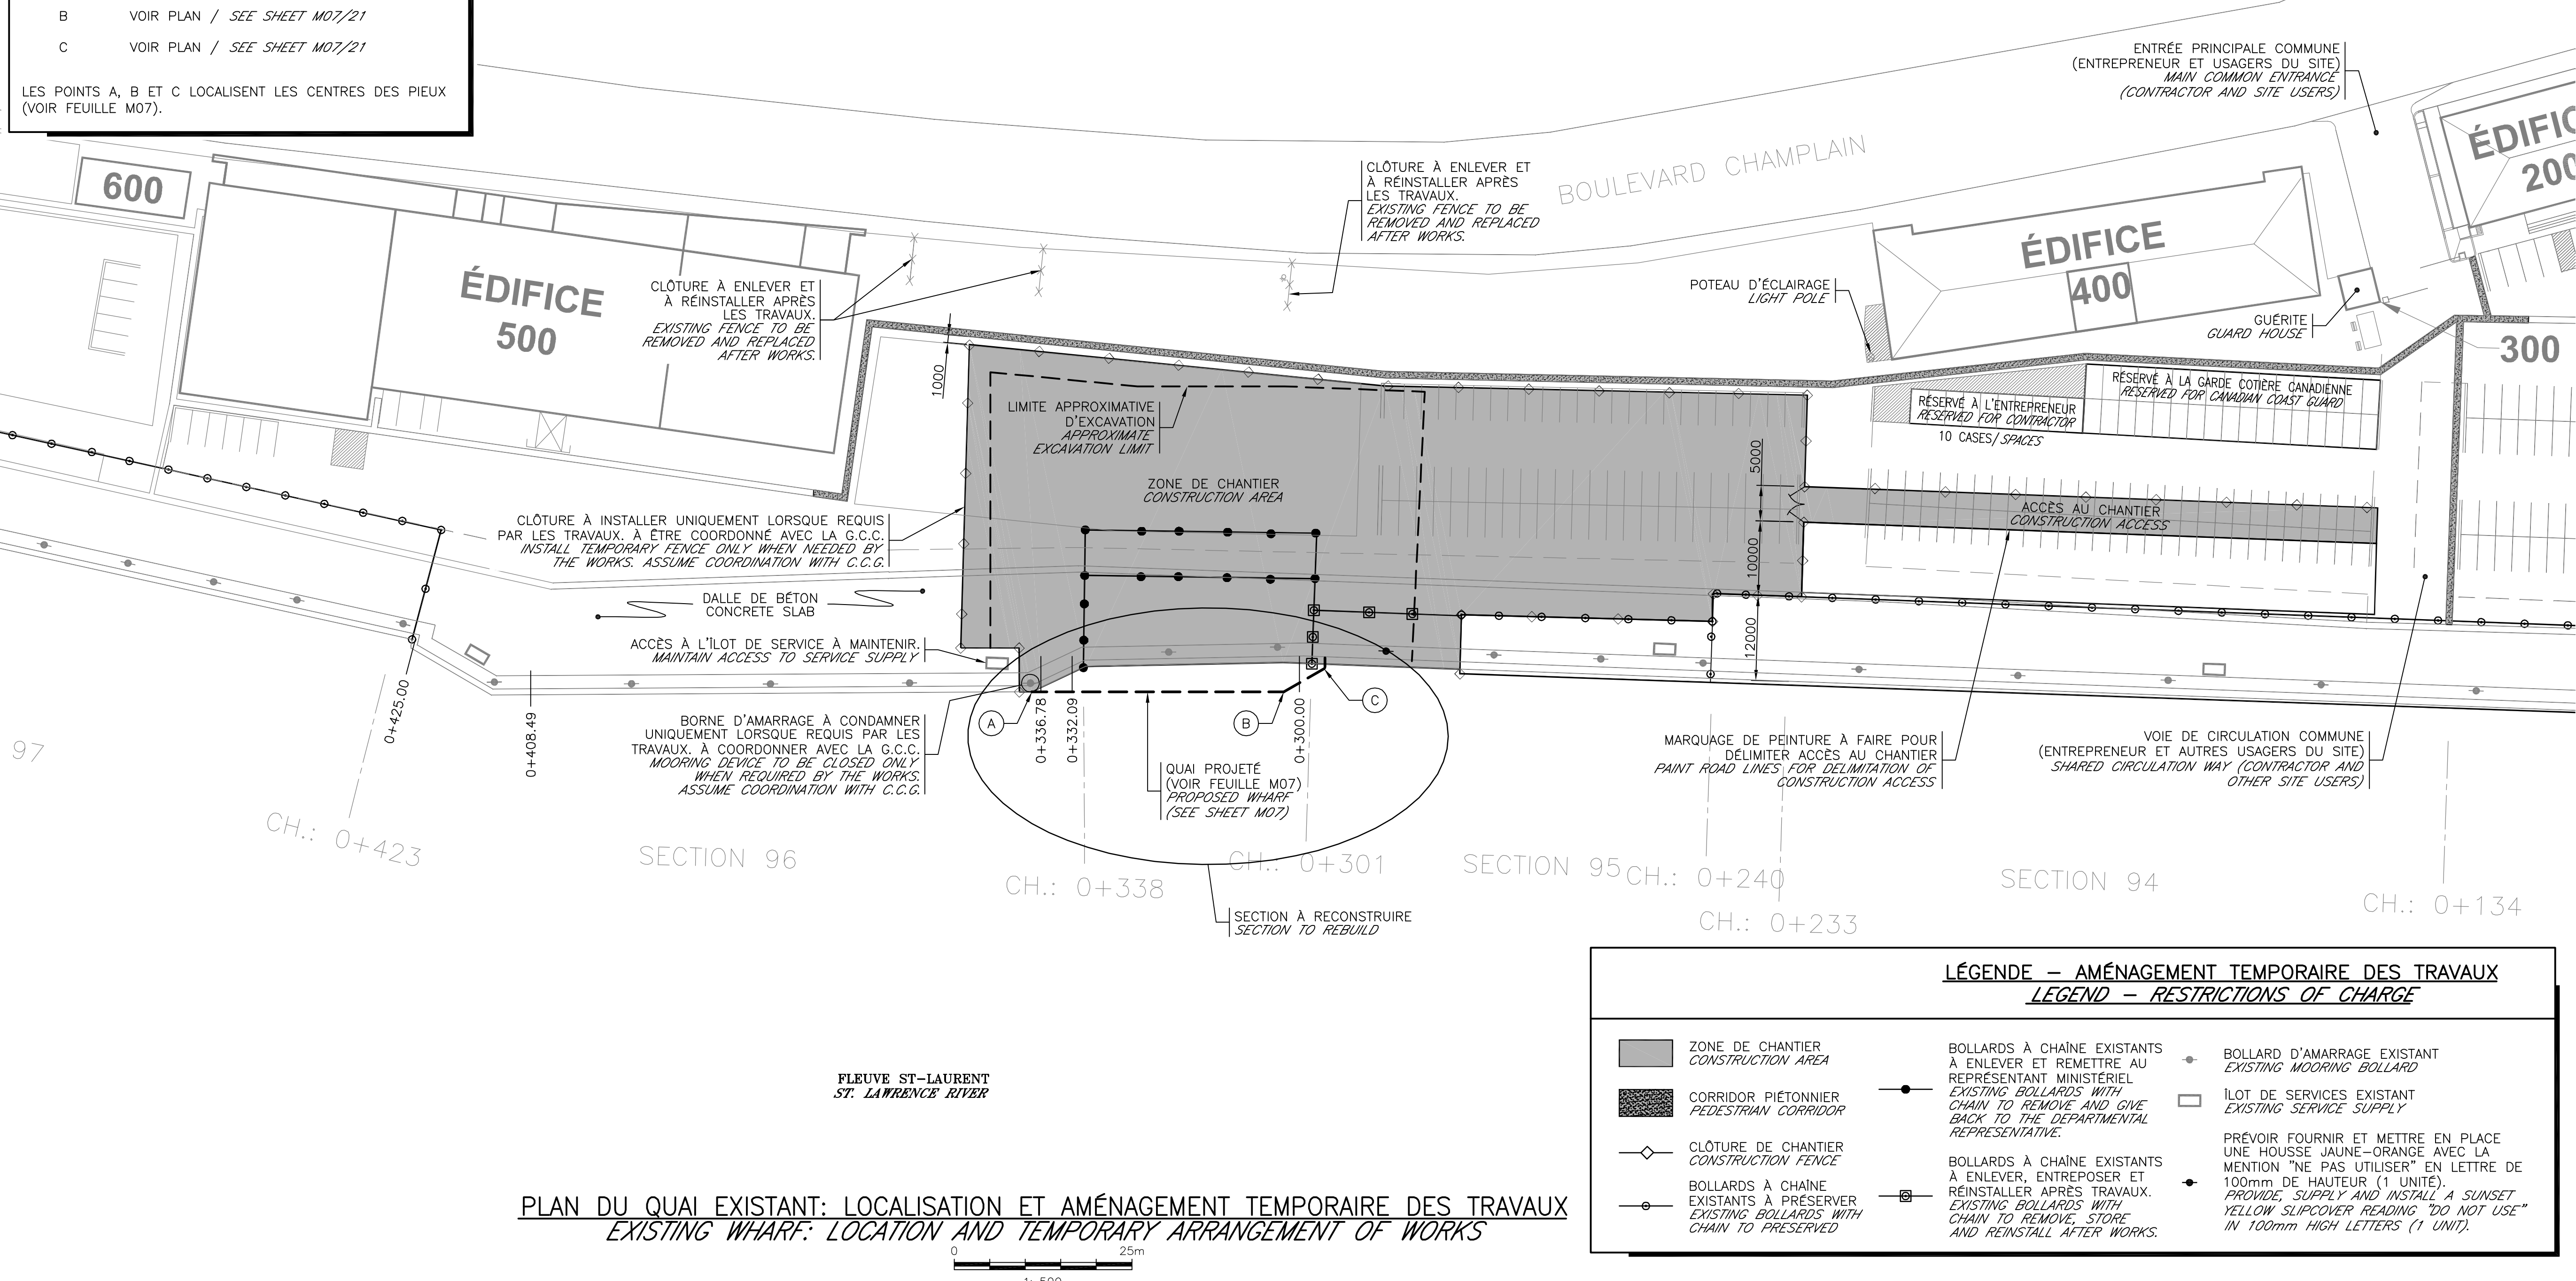 B VOIR PLAN / SEE SHEET M07/21
C VOIR PLAN / SEE SHEET M07/21
LES POINTS A, B ET C LOCALISENT LES CENTRES DES PIEUX
(VOIR FEUILLE M07).
600
ÉDIFICE
500
CLÔTURE À ENLEVER ET
À RÉINSTALLER APRÈS
LES TRAVAUX.
EXISTING FENCE TO BE
REMOVED AND REPLACED
AFTER WORKS.
CLÔTURE À ENLEVER ET
À RÉINSTALLER APRÈS
LES TRAVAUX.
EXISTING FENCE TO BE
REMOVED AND REPLACED
AFTER WORKS.
BOULEVARD CHAMPLAIN
ENTRÉE PRINCIPALE COMMUNE
(ENTREPRENEUR ET USAGERS DU SITE)
MAIN COMMON ENTRANCE
(CONTRACTOR AND SITE USERS)
ÉDIFIC
200
ÉDIFICE
400
POTEAU D'ÉCLAIRAGE
LIGHT POLE
GUÉRITE
GUARD HOUSE
300
RÉSERVÉ À LA GARDE COTIÈRE CANADIENNE
RESERVED FOR CANADIAN COAST GUARD
RÉSERVÉ À L'ENTREPRENEUR
RESERVED FOR CONTRACTOR
10 CASES/SPACES
1000
LIMITE APPROXIMATIVE
D'EXCAVATION
APPROXIMATE
EXCAVATION LIMIT
ZONE DE CHANTIER
CONSTRUCTION AREA
5000
10000
12000
ACCÈS AU CHANTIER
CONSTRUCTION ACCESS
CLÔTURE À INSTALLER UNIQUEMENT LORSQUE REQUIS
PAR LES TRAVAUX. À ÊTRE COORDONNÉ AVEC LA G.C.C.
INSTALL TEMPORARY FENCE ONLY WHEN NEEDED BY
THE WORKS. ASSUME COORDINATION WITH C.C.G.
DALLE DE BÉTON
CONCRETE SLAB
ACCÈS À L'ÎLOT DE SERVICE À MAINTENIR.
MAINTAIN ACCESS TO SERVICE SUPPLY
BORNE D'AMARRAGE À CONDAMNER
UNIQUEMENT LORSQUE REQUIS PAR LES
TRAVAUX. À COORDONNER AVEC LA G.C.C.
MOORING DEVICE TO BE CLOSED ONLY
WHEN REQUIRED BY THE WORKS.
ASSUME COORDINATION WITH C.C.G.
0+425.00
0+408.49
A
0+336.78
0+332.09
B
0+300.00
C
QUAI PROJETÉ
(VOIR FEUILLE M07)
PROPOSED WHARF
(SEE SHEET M07)
MARQUAGE DE PEINTURE À FAIRE POUR
DÉLIMITER ACCÈS AU CHANTIER
PAINT ROAD LINES FOR DELIMITATION OF
CONSTRUCTION ACCESS
VOIE DE CIRCULATION COMMUNE
(ENTREPRENEUR ET AUTRES USAGERS DU SITE)
SHARED CIRCULATION WAY (CONTRACTOR AND
OTHER SITE USERS)
97
CH.: 0+423
SECTION 96
CH.: 0+338
CH.: 0+301
SECTION 95
CH.: 0+240
CH.: 0+233
SECTION 94
CH.: 0+134
SECTION À RECONSTRUIRE
SECTION TO REBUILD
FLEUVE ST-LAURENT
ST. LAWRENCE RIVER
PLAN DU QUAI EXISTANT: LOCALISATION ET AMÉNAGEMENT TEMPORAIRE DES TRAVAUX
EXISTING WHARF: LOCATION AND TEMPORARY ARRANGEMENT OF WORKS
0 25m
1: 500
LÉGENDE – AMÉNAGEMENT TEMPORAIRE DES TRAVAUX
LEGEND – RESTRICTIONS OF CHARGE
ZONE DE CHANTIER
CONSTRUCTION AREA
CORRIDOR PIÉTONNIER
PEDESTRIAN CORRIDOR
CLÔTURE DE CHANTIER
CONSTRUCTION FENCE
BOLLARDS À CHAÎNE
EXISTANTS À PRÉSERVER
EXISTING BOLLARDS WITH
CHAIN TO PRESERVED
BOLLARDS À CHAÎNE EXISTANTS
À ENLEVER ET REMETTRE AU
REPRÉSENTANT MINISTÉRIEL
EXISTING BOLLARDS WITH
CHAIN TO REMOVE AND GIVE
BACK TO THE DEPARTMENTAL
REPRESENTATIVE.
BOLLARDS À CHAÎNE EXISTANTS
À ENLEVER, ENTREPOSER ET
RÉINSTALLER APRÈS TRAVAUX.
EXISTING BOLLARDS WITH
CHAIN TO REMOVE, STORE
AND REINSTALL AFTER WORKS.
BOLLARD D'AMARRAGE EXISTANT
EXISTING MOORING BOLLARD
ÎLOT DE SERVICES EXISTANT
EXISTING SERVICE SUPPLY
PRÉVOIR FOURNIR ET METTRE EN PLACE
UNE HOUSSE JAUNE-ORANGE AVEC LA
MENTION "NE PAS UTILISER" EN LETTRE DE
100mm DE HAUTEUR (1 UNITÉ).
PROVIDE, SUPPLY AND INSTALL A SUNSET
YELLOW SLIPCOVER READING "DO NOT USE"
IN 100mm HIGH LETTERS (1 UNIT).